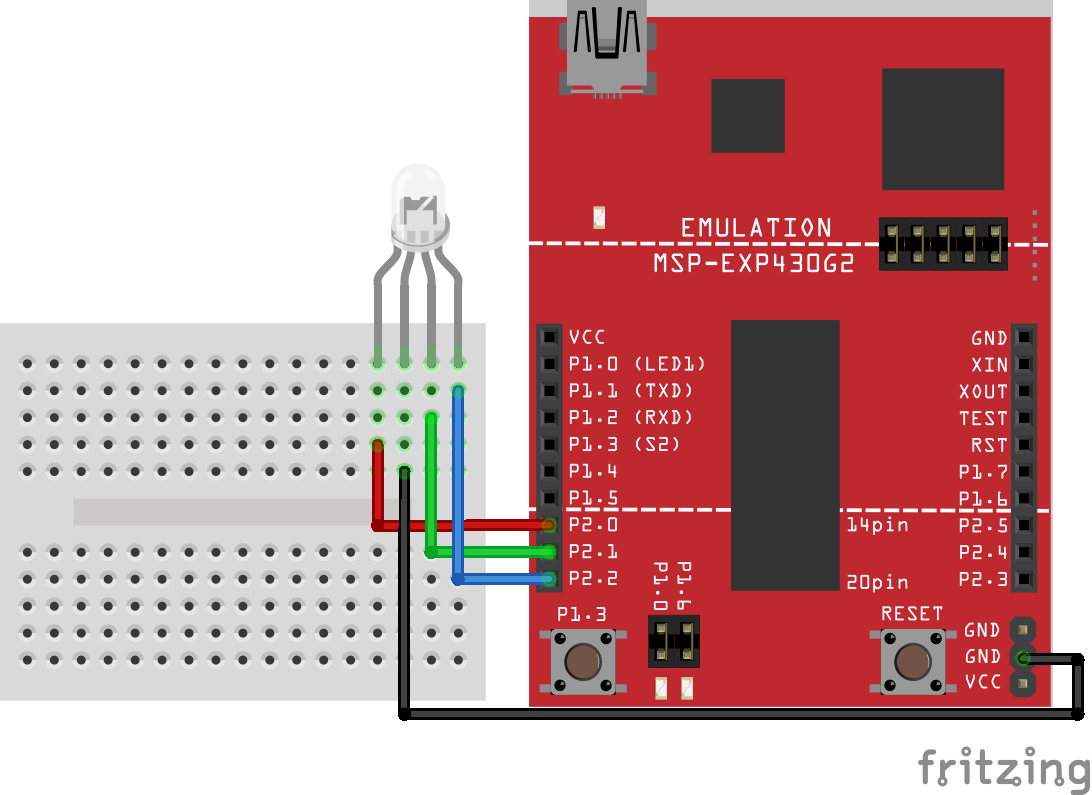 EMULATION
MSP-EXP430G2
VCC
P1.0 (LED1)
P1.1 (TXD)
P1.2 (RXD)
P1.3 (S2)
P1.4
P1.5
P2.0
P2.1
P2.2
GND
XIN
XOUT
TEST
RST
P1.7
P1.6
P2.5
P2.4
P2.3
14pin
20pin
P1.3
P1.0
P1.6
RESET
GND
GND
VCC
fritzing